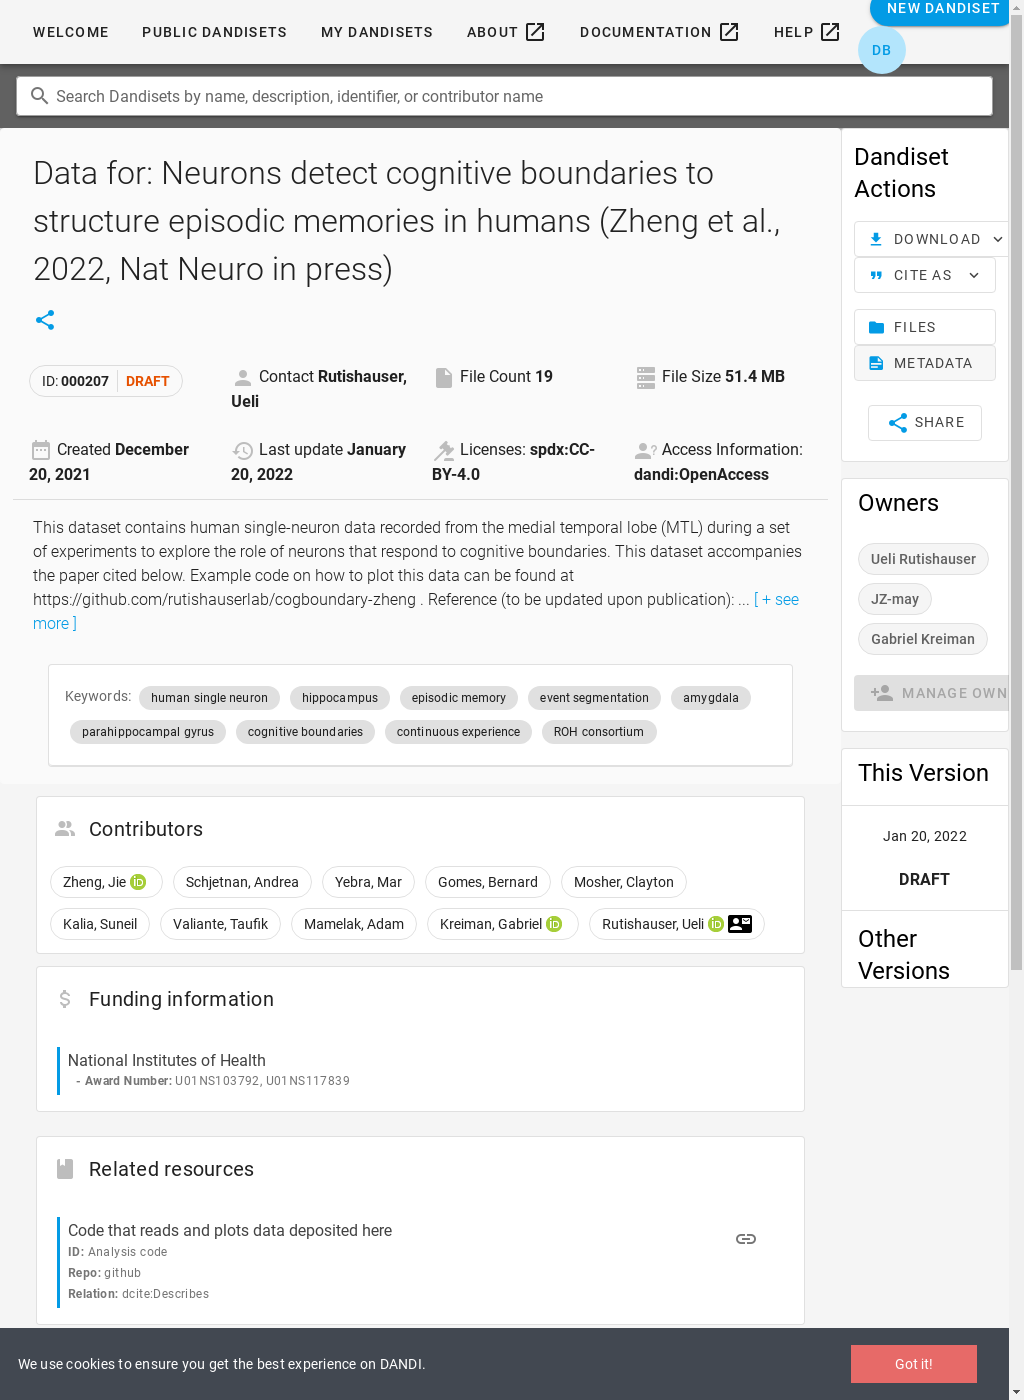 WELCOME PUBLIC DANDISETS MY DANDISETS ABOUT DOCUMENTATION HELP NEW DANDISET
DB
Search Dandisets by name, description, identifier, or contributor name
Data for: Neurons detect cognitive boundaries to
structure episodic memories in humans (Zheng et al.,
2022, Nat Neuro in press)
ID: 000207 DRAFT
Contact Rutishauser,
Ueli
File Count 19
File Size 51.4 MB
Created December
20, 2021
Last update January
20, 2022
Licenses: spdx:CC-
BY-4.0
Access Information:
dandi:OpenAccess
This dataset contains human single-neuron data recorded from the medial temporal lobe (MTL) during a set
of experiments to explore the role of neurons that respond to cognitive boundaries. This dataset accompanies
the paper cited below. Example code on how to plot this data can be found at
https://github.com/rutishauserlab/cogboundary-zheng . Reference (to be updated upon publication): ... [ + see
more ]
Keywords: human single neuron hippocampus episodic memory event segmentation amygdala
parahippocampal gyrus cognitive boundaries continuous experience ROH consortium
Contributors
Zheng, Jie iD Schjetnan, Andrea Yebra, Mar Gomes, Bernard Mosher, Clayton
Kalia, Suneil Valiante, Taufik Mamelak, Adam Kreiman, Gabriel iD Rutishauser, Ueli iD
Funding information
National Institutes of Health
- Award Number: U01NS103792, U01NS117839
Related resources
Code that reads and plots data deposited here
ID: Analysis code
Repo: github
Relation: dcite:Describes
Dandiset
Actions
DOWNLOAD
CITE AS
FILES
METADATA
SHARE
Owners
Ueli Rutishauser
JZ-may
Gabriel Kreiman
MANAGE OWN
This Version
Jan 20, 2022
DRAFT
Other
Versions
We use cookies to ensure you get the best experience on DANDI.
Got it!